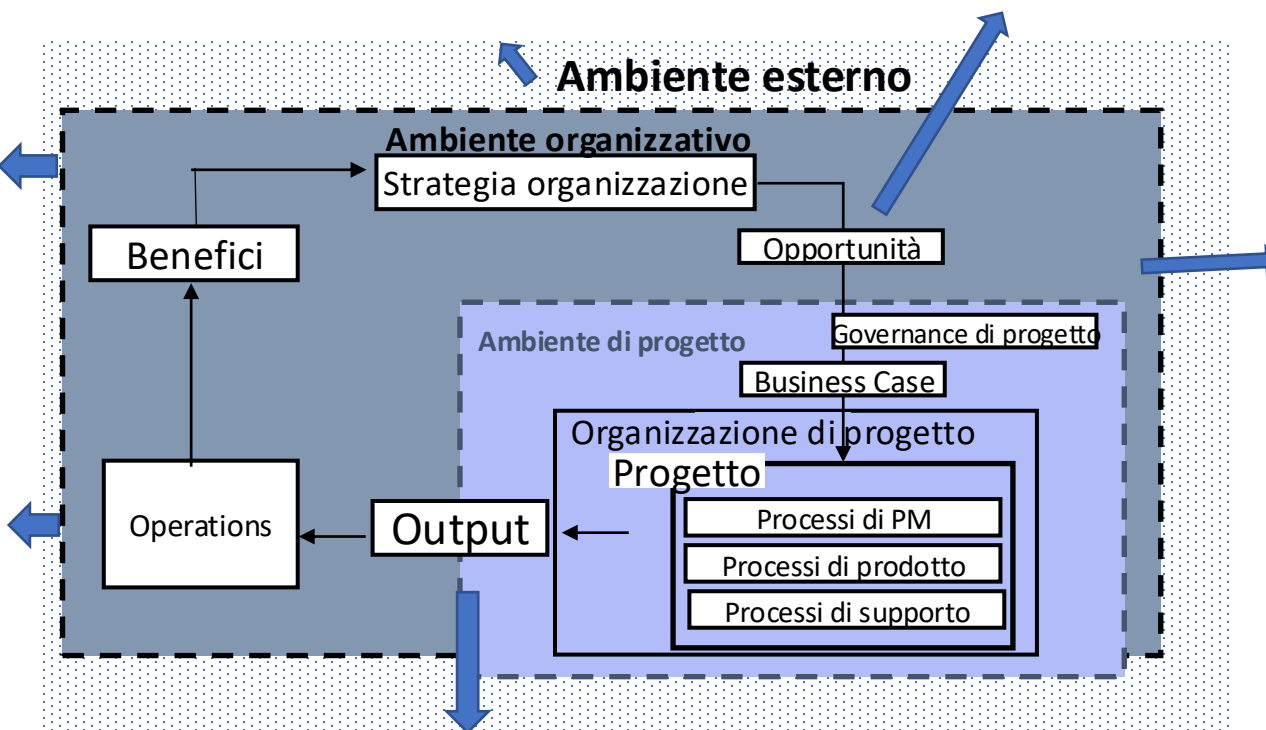 Ambiente esterno
Ambiente organizzativo
Strategia organizzazione
Benefici
Opportunità
Ambiente di progetto
Governance di progetto
Business Case
Organizzazione di progetto
Progetto
Processi di PM
Operations
Output
Processi di prodotto
Processi di supporto